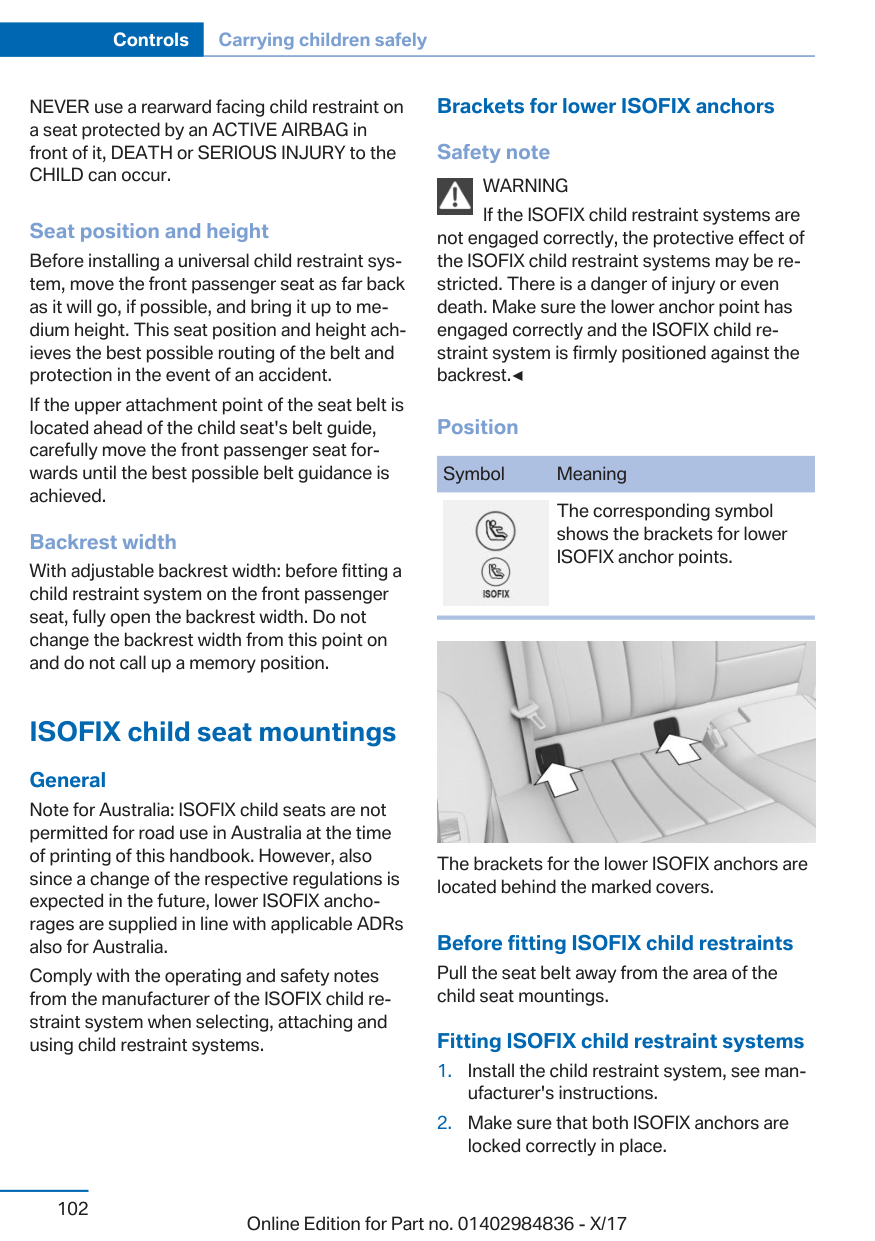 Controls
Carrying children safely
NEVER use a rearward facing child restraint on
a seat protected by an ACTIVE AIRBAG in
front of it, DEATH or SERIOUS INJURY to the
CHILD can occur.
Seat position and height
Before installing a universal child restraint sys-
tem, move the front passenger seat as far back
as it will go, if possible, and bring it up to me-
dium height. This seat position and height ach-
ieves the best possible routing of the belt and
protection in the event of an accident.
If the upper attachment point of the seat belt is
located ahead of the child seat's belt guide,
carefully move the front passenger seat for-
wards until the best possible belt guidance is
achieved.
Backrest width
With adjustable backrest width: before fitting a
child restraint system on the front passenger
seat, fully open the backrest width. Do not
change the backrest width from this point on
and do not call up a memory position.
ISOFIX child seat mountings
General
Note for Australia: ISOFIX child seats are not
permitted for road use in Australia at the time
of printing of this handbook. However, also
since a change of the respective regulations is
expected in the future, lower ISOFIX ancho-
rages are supplied in line with applicable ADRs
also for Australia.
Comply with the operating and safety notes
from the manufacturer of the ISOFIX child re-
straint system when selecting, attaching and
using child restraint systems.
Brackets for lower ISOFIX anchors
Safety note
WARNING
If the ISOFIX child restraint systems are
not engaged correctly, the protective effect of
the ISOFIX child restraint systems may be re-
stricted. There is a danger of injury or even
death. Make sure the lower anchor point has
engaged correctly and the ISOFIX child re-
straint system is firmly positioned against the
backrest.◄
Position
Symbol Meaning
The corresponding symbol
shows the brackets for lower
ISOFIX anchor points.
ISOFIX
The brackets for the lower ISOFIX anchors are
located behind the marked covers.
Before fitting ISOFIX child restraints
Pull the seat belt away from the area of the
child seat mountings.
Fitting ISOFIX child restraint systems
1. Install the child restraint system, see man-
ufacturer's instructions.
2. Make sure that both ISOFIX anchors are
locked correctly in place.
102
Online Edition for Part no. 01402984836 - X/17